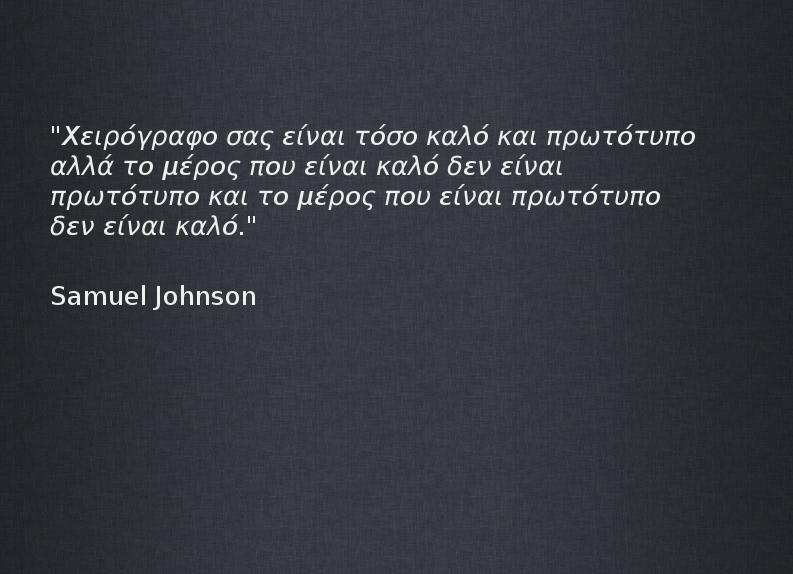 "Χειρόγραφο σας είναι τόσο καλό και πρωτότυπο
αλλά το μέρος που είναι καλό δεν είναι
πρωτότυπο και το μέρος που είναι πρωτότυπο
δεν είναι καλό."
Samuel Johnson